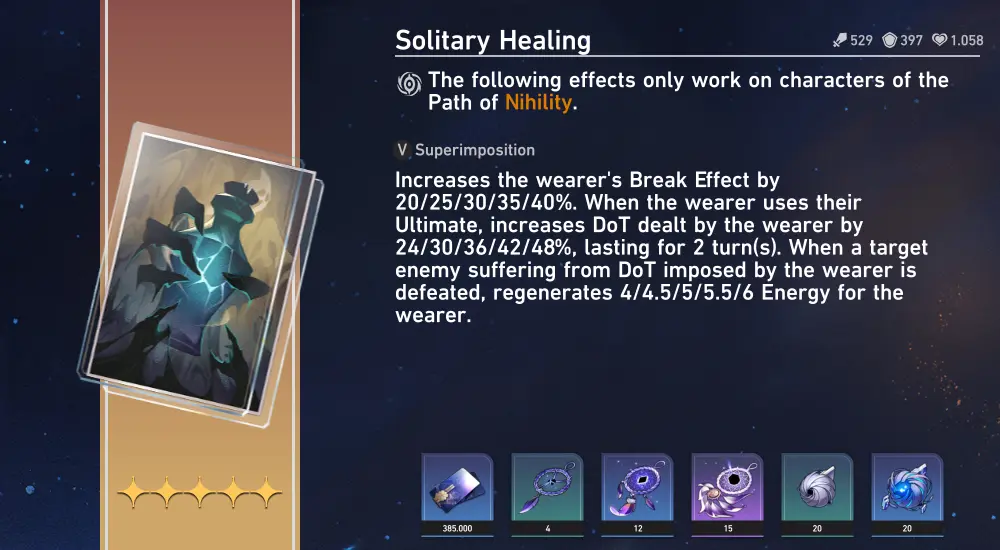 Solitary Healing
529 397 1.058
The following effects only work on characters of the
Path of Nihility.
V Superimposition
Increases the wearer's Break Effect by
20/25/30/35/40%. When the wearer uses their
Ultimate, increases DoT dealt by the wearer by
24/30/36/42/48%, lasting for 2 turn(s). When a target
enemy suffering from DoT imposed by the wearer is
defeated, regenerates 4/4.5/5/5.5/6 Energy for the
wearer.
385.000 4 12 15 20 20